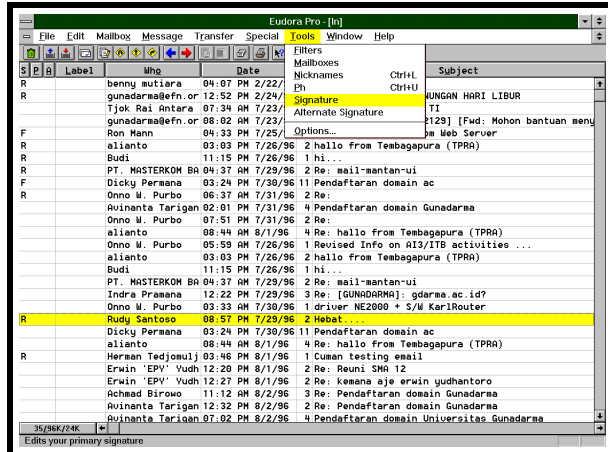 Eudora Pro - [In]
File Edit Mailbox Message Transfer Special Tools Window Help
Filters
Mailboxes
Nicknames Ctrl+L
Ph Ctrl+U
Signature
Alternate Signature
Options...
S P A Label Who Date Subject
R benny mutiara 04:07 PM 2/22/
R gunadarma@efn.or 12:52 PM 2/24/ NUNGAN HARI LIBUR
Tjok Rai Antara 07:34 AM 7/23/ TI
gunadarma@efn.or 08:02 AM 7/23/ 2129] [Fwd: Mohon bantuan meny
F Ron Mann 04:33 PM 7/25/ om Web Server
R alianto 03:03 PM 7/26/96 2 hallo from Tembagapura (TPRA)
R Budi 11:15 PM 7/26/96 1 hi...
R PT. MASTERKOM BA 04:37 AM 7/29/96 2 Re: mail-mantan-ui
F Dicky Permana 03:24 PM 7/30/96 11 Pendaftaran domain ac
R Onno W. Purbo 06:37 AM 7/31/96 2 Re:
Avinanta Tarigan 02:01 PM 7/31/96 4 Pendaftaran domain Gunadarma
Onno W. Purbo 07:51 PM 7/31/96 2 Re:
alianto 08:44 AM 8/1/96 4 Re: hallo from Tembagapura (TPRA)
Onno W. Purbo 05:59 AM 7/26/96 1 Revised Info on AI3/ITB activities ...
alianto 03:03 PM 7/26/96 2 hallo from Tembagapura (TPRA)
Budi 11:15 PM 7/26/96 1 hi...
PT. MASTERKOM BA 04:37 AM 7/29/96 2 Re: mail-mantan-ui
Indra Pramana 12:22 PM 7/29/96 3 Re: [GUNADARMA]: gdarma.ac.id?
Onno W. Purbo 03:33 AM 7/30/96 1 driver NE2000 + S/W KarlRouter
R Rudy Santoso 08:57 PM 7/29/96 2 Hebat....
Dicky Permana 03:24 PM 7/30/96 11 Pendaftaran domain ac
alianto 08:44 AM 8/1/96 4 Re: hallo from Tembagapura (TPRA)
R Herman Tedjomulj 03:46 PM 8/1/96 1 Cuman testing email
Erwin 'EPY' Yudh 12:20 PM 8/1/96 2 Re: Reuni SMA 12
Erwin 'EPY' Yudh 12:27 PM 8/1/96 2 Re: kemana aje erwin yudhantoro
Achmad Birowo 11:12 AM 8/2/96 3 Re: Pendaftaran domain Gunadarma
Avinanta Tarigan 12:32 PM 8/2/96 2 Re: Pendaftaran domain Gunadarma
Avinanta Tarigan 07:02 PM 8/2/96 4 Pendaftaran domain Universitas Gunadarma
35/96K/24K
Edits your primary signature